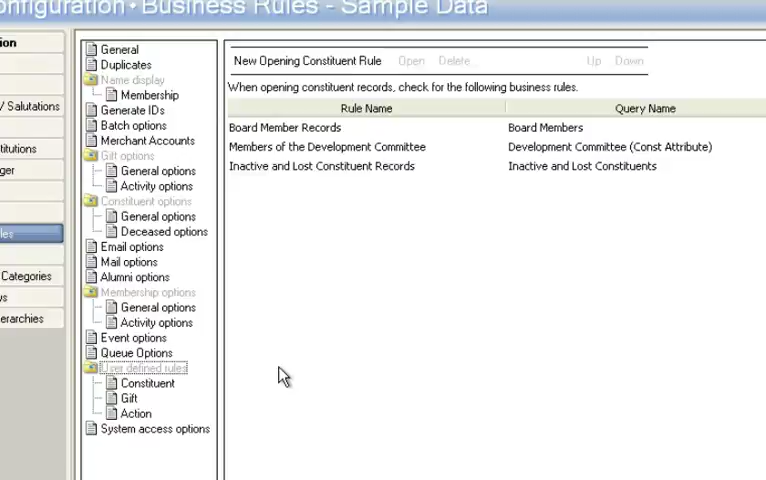 onfiguration • Business Rules - Sample Data
ion
/ Salutations
titutions
ger
les
Categories
vs
erarchies
General
Duplicates
Name display
Membership
Generate IDs
Batch options
Merchant Accounts
Gift options
General options
Activity options
Constituent options
General options
Deceased options
Email options
Mail options
Alumni options
Membership options
General options
Activity options
Event options
Queue Options
User defined rules
Constituent
Gift
Action
System access options
New Opening Constituent Rule Open Delete... Up Down
When opening constituent records, check for the following business rules.
Rule Name Query Name
Board Member Records Board Members
Members of the Development Committee Development Committee (Const Attribute)
Inactive and Lost Constituent Records Inactive and Lost Constituents